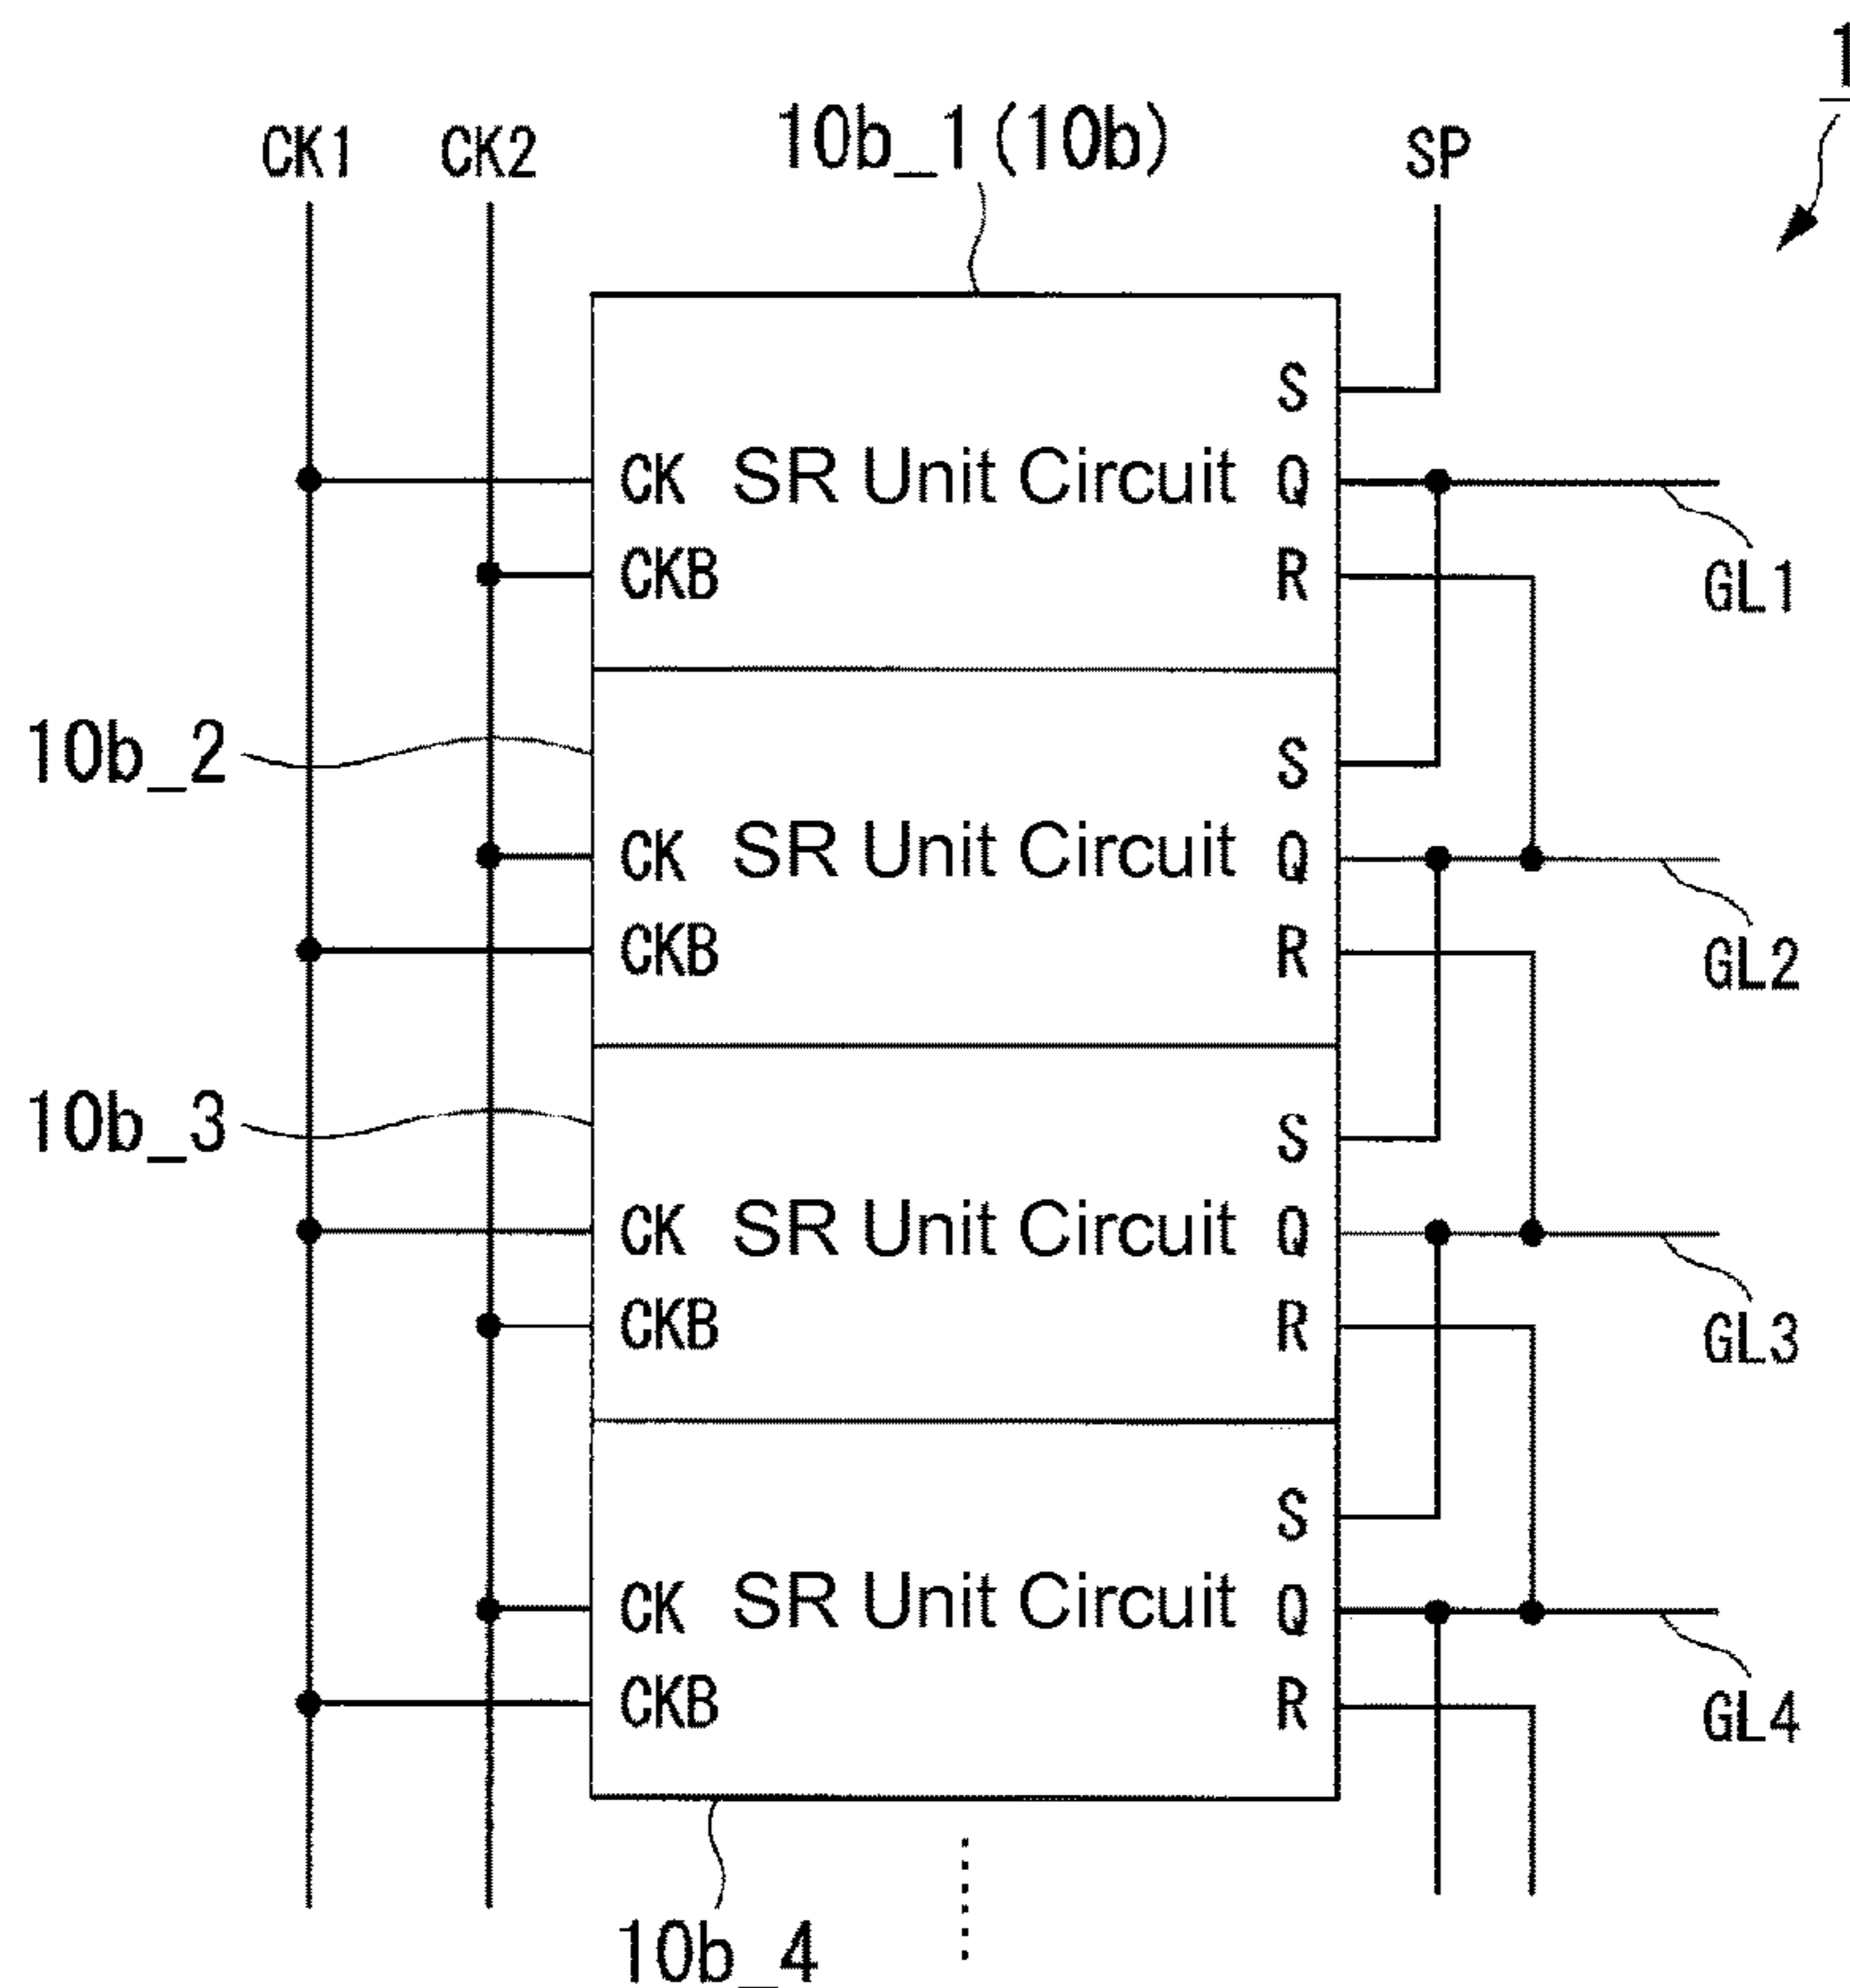 1
CK1 CK2 10b_1(10b) SP
S
CK SR Unit Circuit Q
CKB R
GL1
10b_2
S
CK SR Unit Circuit Q
CKB R
GL2
10b_3
S
CK SR Unit Circuit Q
CKB R
GL3
S
CK SR Unit Circuit Q
CKB R
GL4
10b_4